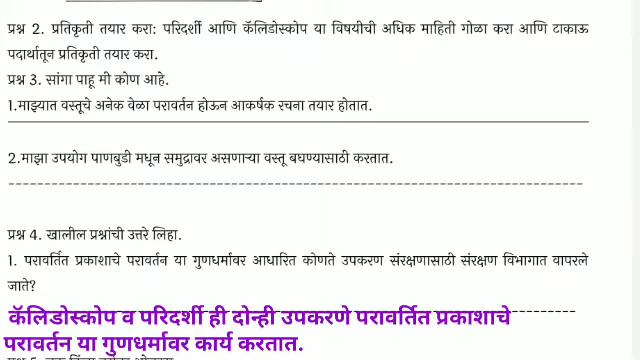 प्रश्न 2. प्रतिकृती तयार करा: परिदर्शी आणि कॅलिडोस्कोप या विषयीची अधिक माहिती गोळा करा आणि टाकाऊ
पदार्थातून प्रतिकृती तयार करा.
प्रश्न 3. सांगा पाहू मी कोण आहे.
1.माझ्यात वस्तूचे अनेक वेळा परावर्तन होऊन आकर्षक रचना तयार होतात.
2.माझा उपयोग पाणबुडी मधून समुद्रावर असणाऱ्या वस्तू बघण्यासाठी करतात.
प्रश्न 4. खालील प्रश्नांची उत्तरे लिहा.
1. परावर्तित प्रकाशाचे परावर्तन या गुणधर्मावर आधारित कोणते उपकरण संरक्षणासाठी संरक्षण विभागात वापरले
जाते?
कॅलिडोस्कोप व परिदर्शी ही दोन्ही उपकरणे परावर्तित प्रकाशाचे
परावर्तन या गुणधर्मावर कार्य करतात.